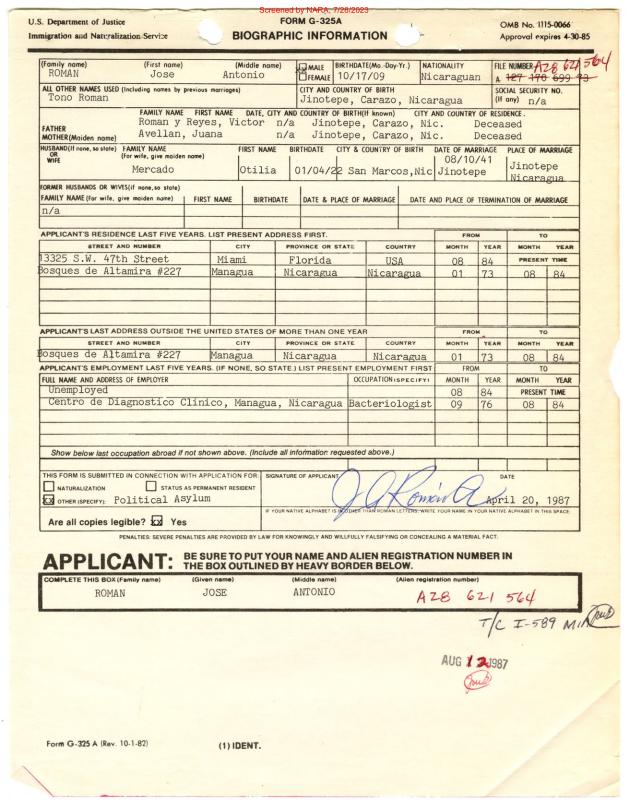 Screened by NARA, 7/28/2023
U.S. Department of Justice
Immigration and Naturalization Service
FORM G-325A
BIOGRAPHIC INFORMATION
OMB No. 1115-0066
Approval expires 4-30-85
(Family name) (First name) (Middle name) MALE FEMALE BIRTHDATE(Mo.-Day-Yr.) NATIONALITY FILE NUMBER
ROMAN Jose Antonio XX 10/17/09 Nicaraguan A28 621 564
A 127 170 699 73
ALL OTHER NAMES USED (Including names by previous marriages) CITY AND COUNTRY OF BIRTH SOCIAL SECURITY NO. (If any)
Tono Roman Jinotepe, Carazo, Nicaragua n/a
FAMILY NAME FIRST NAME DATE, CITY AND COUNTRY OF BIRTH(If known) CITY AND COUNTRY OF RESIDENCE.
FATHER Roman y Reyes, Victor n/a Jinotepe, Carazo, Nic. Deceased
MOTHER(Maiden name) Avellan, Juana n/a Jinotepe, Carazo, Nic. Deceased
HUSBAND(If none, so state) OR WIFE FAMILY NAME (For wife, give maiden name) FIRST NAME BIRTHDATE CITY & COUNTRY OF BIRTH DATE OF MARRIAGE PLACE OF MARRIAGE
Mercado Otilia 01/04/22 San Marcos,Nic 08/10/41 Jinotepe Jinotepe Nicaragua
FORMER HUSBANDS OR WIVES(if none, so state)
FAMILY NAME (For wife, give maiden name) FIRST NAME BIRTHDATE DATE & PLACE OF MARRIAGE DATE AND PLACE OF TERMINATION OF MARRIAGE
n/a
APPLICANT'S RESIDENCE LAST FIVE YEARS. LIST PRESENT ADDRESS FIRST. FROM TO
STREET AND NUMBER CITY PROVINCE OR STATE COUNTRY MONTH YEAR MONTH YEAR
13325 S.W. 47th Street Miami Florida USA 08 84 PRESENT TIME
Bosques de Altamira #227 Managua Nicaragua Nicaragua 01 73 08 84
APPLICANT'S LAST ADDRESS OUTSIDE THE UNITED STATES OF MORE THAN ONE YEAR FROM TO
STREET AND NUMBER CITY PROVINCE OR STATE COUNTRY MONTH YEAR MONTH YEAR
Bosques de Altamira #227 Managua Nicaragua Nicaragua 01 73 08 84
APPLICANT'S EMPLOYMENT LAST FIVE YEARS. (IF NONE, SO STATE.) LIST PRESENT EMPLOYMENT FIRST FROM TO
FULL NAME AND ADDRESS OF EMPLOYER OCCUPATION(SPECIFY) MONTH YEAR MONTH YEAR
Unemployed 08 84 PRESENT TIME
Centro de Diagnostico Clinico, Managua, Nicaragua Bacteriologist 09 76 08 84
Show below last occupation abroad if not shown above. (Include all information requested above.)
THIS FORM IS SUBMITTED IN CONNECTION WITH APPLICATION FOR: SIGNATURE OF APPLICANT DATE
NATURALIZATION STATUS AS PERMANENT RESIDENT
XX OTHER (SPECIFY): Political Asylum J A Román A April 20, 1987
IF YOUR NATIVE ALPHABET IS IN OTHER THAN ROMAN LETTERS, WRITE YOUR NAME IN YOUR NATIVE ALPHABET IN THIS SPACE
Are all copies legible? XX Yes
PENALTIES: SEVERE PENALTIES ARE PROVIDED BY LAW FOR KNOWINGLY AND WILLFULLY FALSIFYING OR CONCEALING A MATERIAL FACT.
APPLICANT: BE SURE TO PUT YOUR NAME AND ALIEN REGISTRATION NUMBER IN
THE BOX OUTLINED BY HEAVY BORDER BELOW.
COMPLETE THIS BOX (Family name) (Given name) (Middle name) (Alien registration number)
ROMAN JOSE ANTONIO A28 621 564
T/C I-589 MIA
AUG 12 1987
Form G-325 A (Rev. 10-1-82) (1) IDENT.